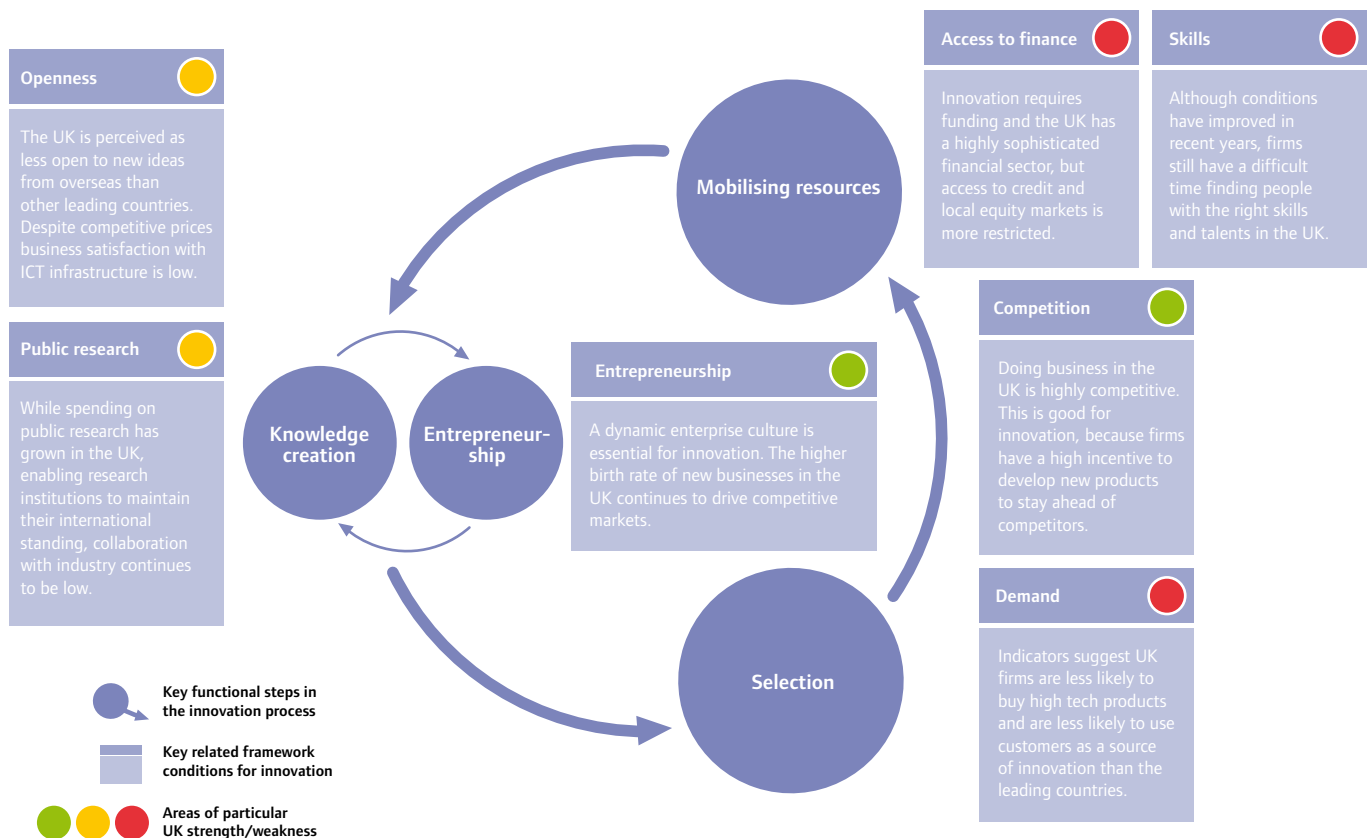 Openness
The UK is perceived as
less open to new ideas
from overseas than
other leading countries.
Despite competitive prices
business satisfaction with
ICT infrastructure is low.
Public research
While spending on
public research has
grown in the UK,
enabling research
institutions to maintain
their international
standing, collaboration
with industry continues
to be low.
Mobilising resources
Access to finance
Innovation requires
funding and the UK has
a highly sophisticated
financial sector, but
access to credit and
local equity markets is
more restricted.
Skills
Although conditions
have improved in
recent years, firms
still have a difficult
time finding people
with the right skills
and talents in the UK.
Knowledge
creation
Entrepreneur-
ship
Entrepreneurship
A dynamic enterprise culture is
essential for innovation. The higher
birth rate of new businesses in the
UK continues to drive competitive
markets.
Competition
Doing business in the
UK is highly competitive.
This is good for
innovation, because firms
have a high incentive to
develop new products
to stay ahead of
competitors.
Selection
Demand
Indicators suggest UK
firms are less likely to
buy high tech products
and are less likely to use
customers as a source
of innovation than the
leading countries.
Key functional steps in
the innovation process
Key related framework
conditions for innovation
Areas of particular
UK strength/weakness